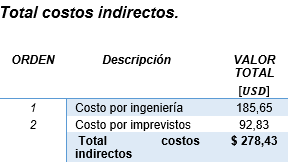 Total costos indirectos.
ORDEN Descripción VALOR
TOTAL
[USD]
1 Costo por ingeniería 185,65
2 Costo por imprevistos 92,83
Total costos $ 278,43
indirectos